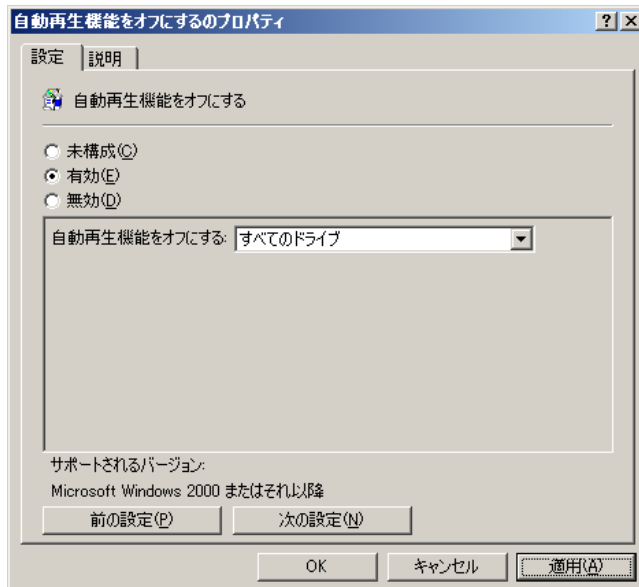 自動再生機能をオフにするのプロパティ
設定
説明
自動再生機能をオフにする
未構成(C)
有効(E)
無効(D)
自動再生機能をオフにする: すべてのドライブ
サポートされるバージョン:
Microsoft Windows 2000 またはそれ以降
前の設定(P)
次の設定(N)
OK
キャンセル
適用(A)